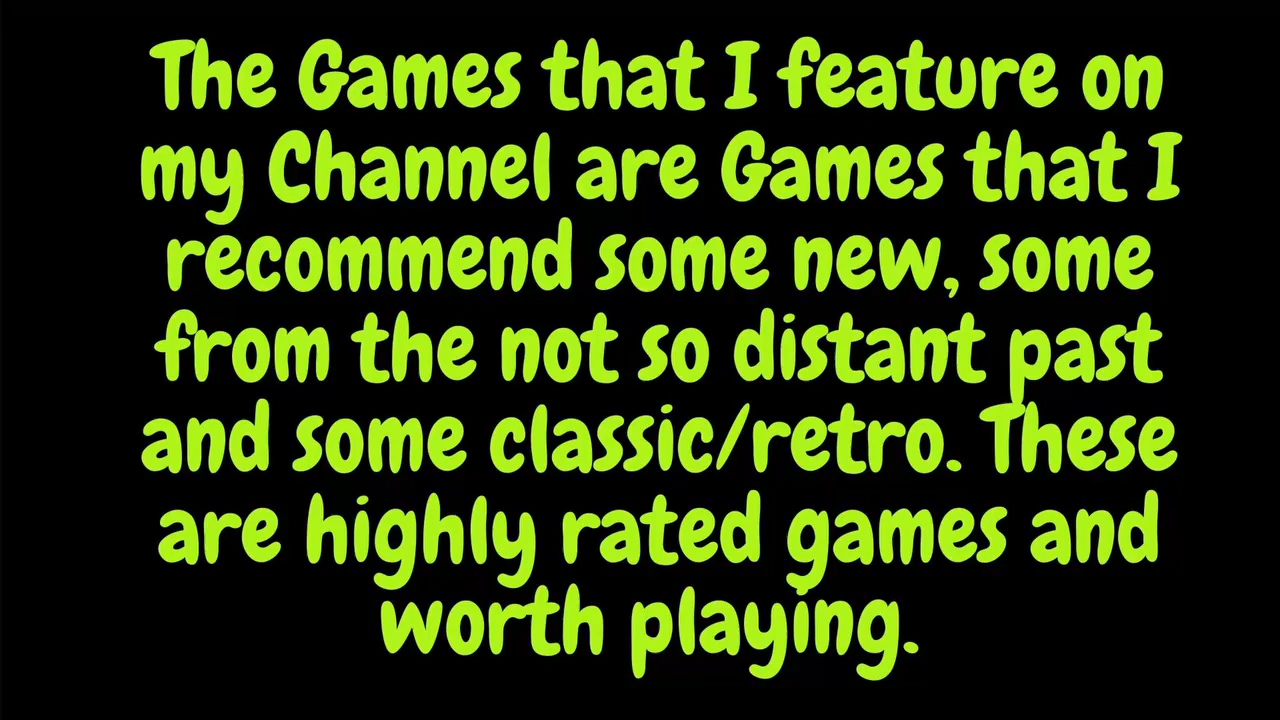 The Games that I feature on
my Channel are Games that I
recommend some new, some
from the not so distant past
and some classic/retro. These
are highly rated games and
worth playing.